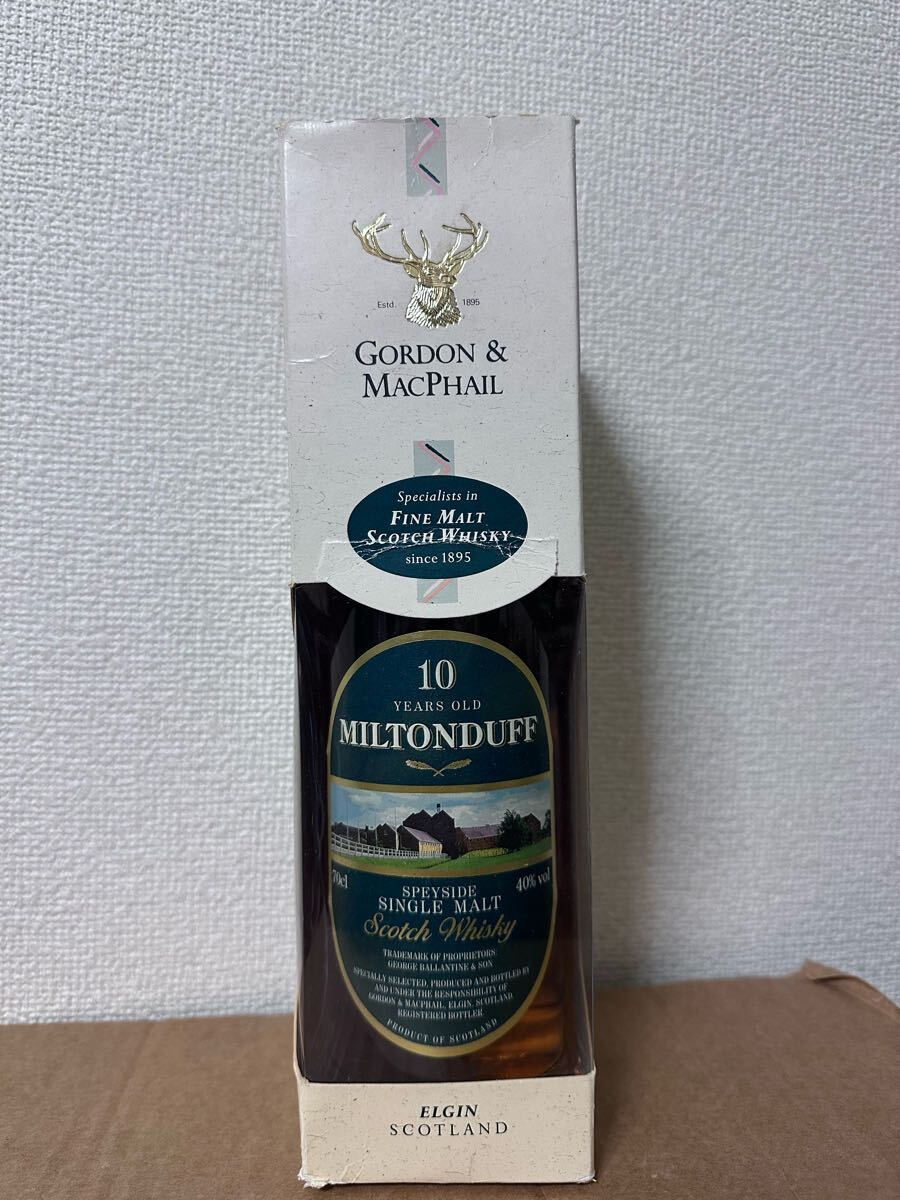 Estd. 1895
GORDON &
MACPHAIL
Specialists in
FINE MALT
SCOTCH WHISKY
since 1895
10
YEARS OLD
MILTONDUFF
70cl 40% vol
SPEYSIDE
SINGLE MALT
Scotch Whisky
TRADEMARK OF PROPRIETORS
GEORGE BALLANTINE & SON
SPECIALLY SELECTED, PRODUCED AND BOTTLED BY
AND UNDER THE RESPONSIBILITY OF
GORDON & MACPHAIL, ELGIN, SCOTLAND.
REGISTERED BOTTLER.
PRODUCT OF SCOTLAND
ELGIN
SCOTLAND